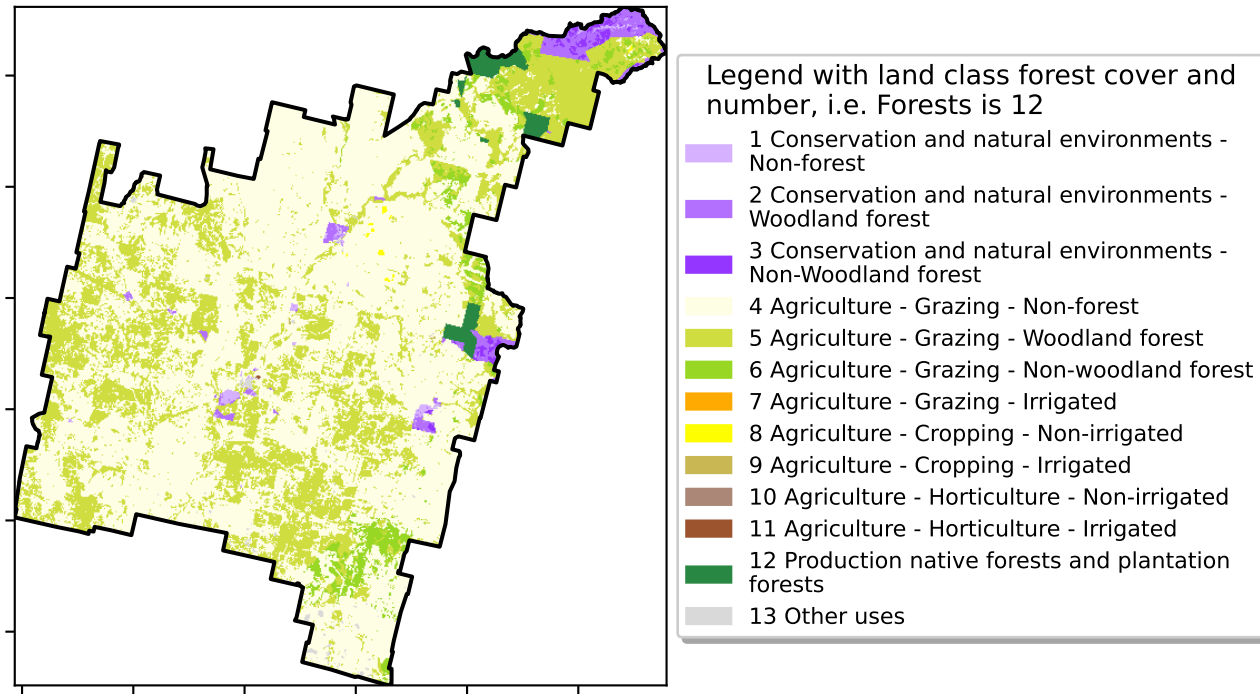 Legend with land class forest cover and
number, i.e. Forests is 12
1 Conservation and natural environments -
Non-forest
2 Conservation and natural environments -
Woodland forest
3 Conservation and natural environments -
Non-Woodland forest
4 Agriculture - Grazing - Non-forest
5 Agriculture - Grazing - Woodland forest
6 Agriculture - Grazing - Non-woodland forest
7 Agriculture - Grazing - Irrigated
8 Agriculture - Cropping - Non-irrigated
9 Agriculture - Cropping - Irrigated
10 Agriculture - Horticulture - Non-irrigated
11 Agriculture - Horticulture - Irrigated
12 Production native forests and plantation
forests
13 Other uses